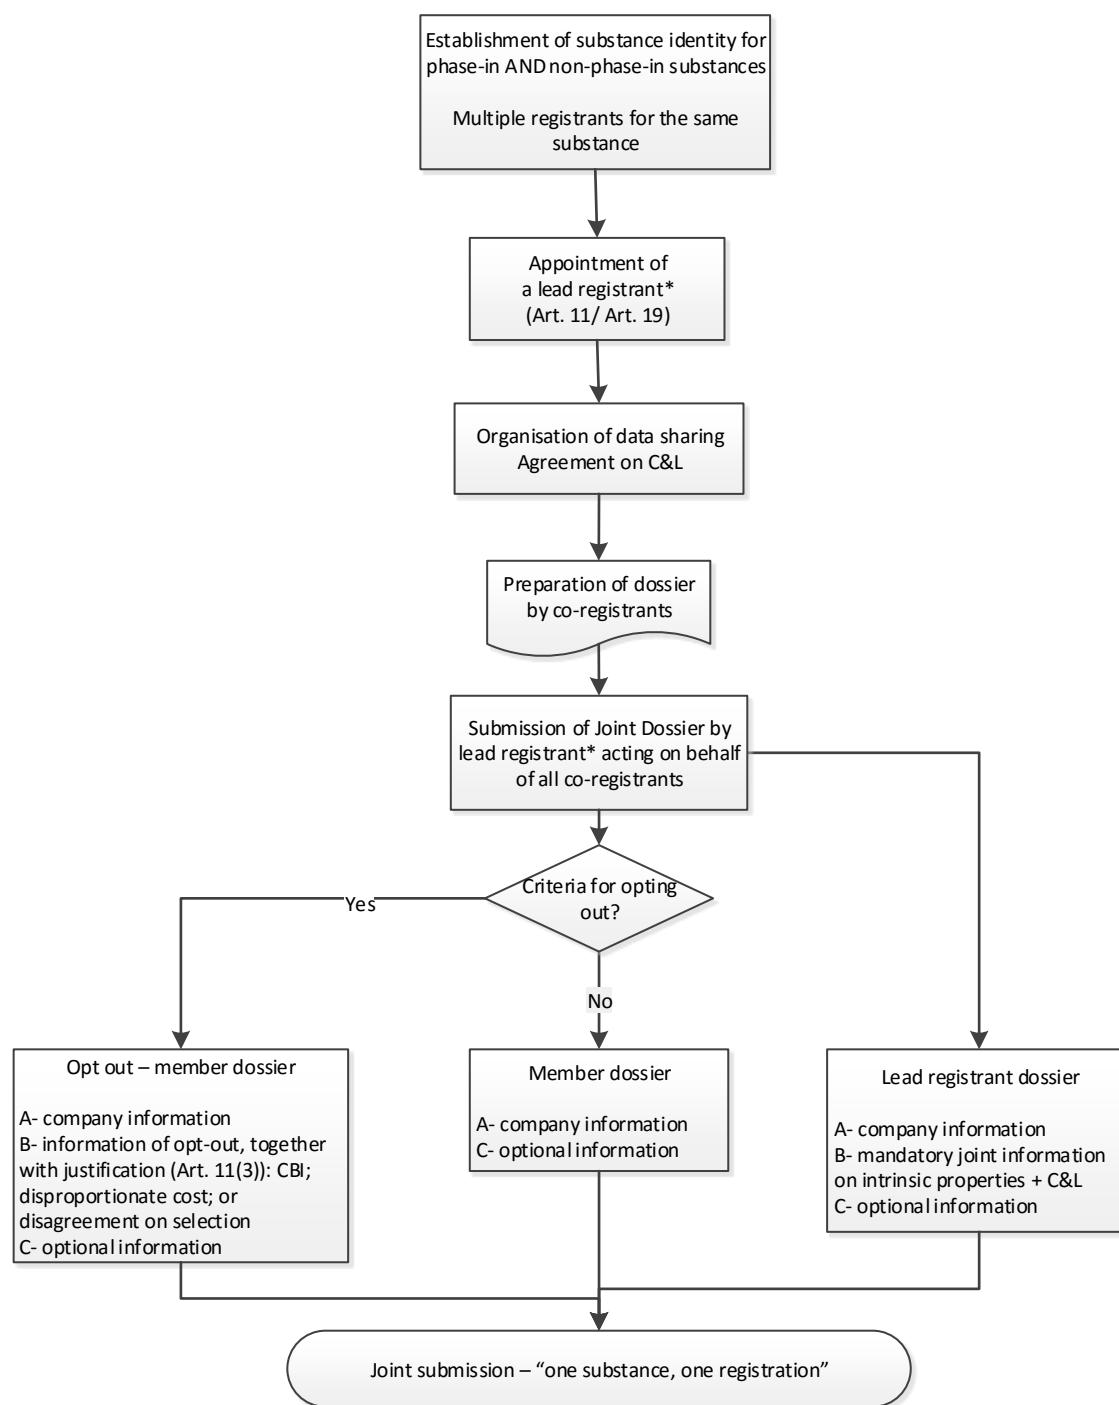 Establishment of substance identity for
phase-in AND non-phase-in substances
Multiple registrants for the same
substance
Appointment of
a lead registrant*
(Art. 11/ Art. 19)
Organisation of data sharing
Agreement on C&L
Preparation of dossier
by co-registrants
Submission of Joint Dossier by
lead registrant* acting on behalf
of all co-registrants
Criteria for opting
out?
Yes
No
Opt out – member dossier
A- company information
B- information of opt-out, together
with justification (Art. 11(3)): CBI;
disproportionate cost; or
disagreement on selection
C- optional information
Member dossier
A- company information
C- optional information
Lead registrant dossier
A- company information
B- mandatory joint information
on intrinsic properties + C&L
C- optional information
Joint submission – “one substance, one registration”